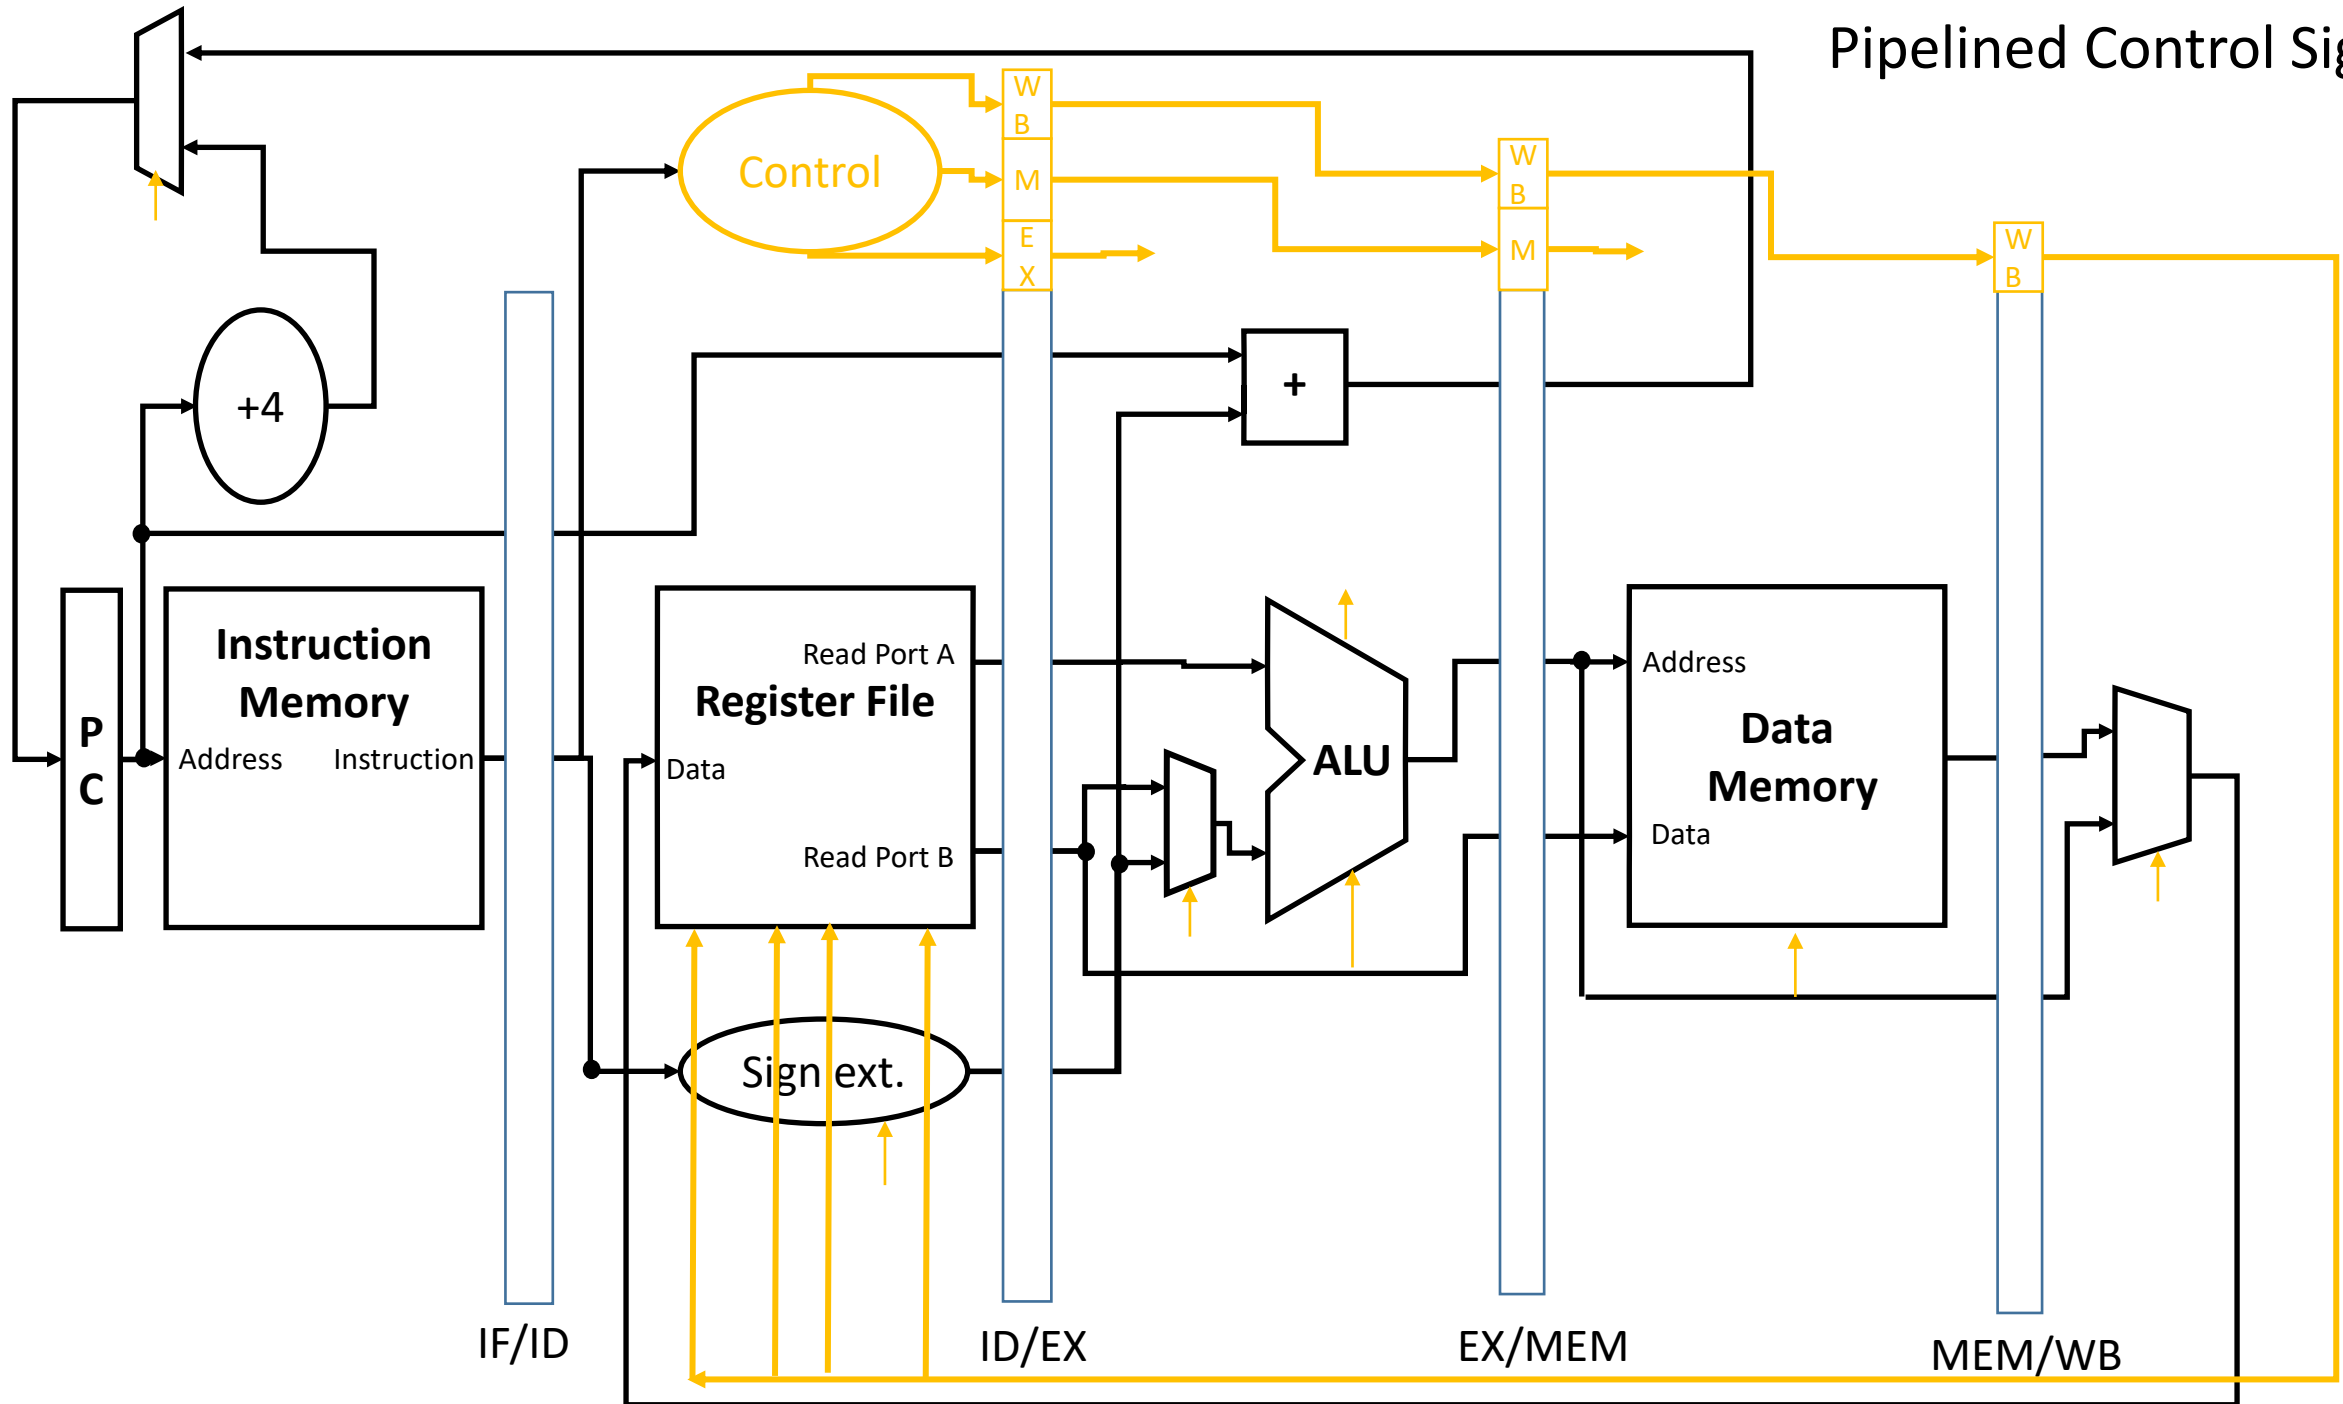 Pipelined Control Sig
W
B
M
E
X
Control
W
B
M
W
B
+4
+
Instruction
Memory
Address
Instruction
P
C
Read Port A
Register File
Data
Read Port B
ALU
Address
Data
Memory
Data
Sign ext.
IF/ID
ID/EX
EX/MEM
MEM/WB